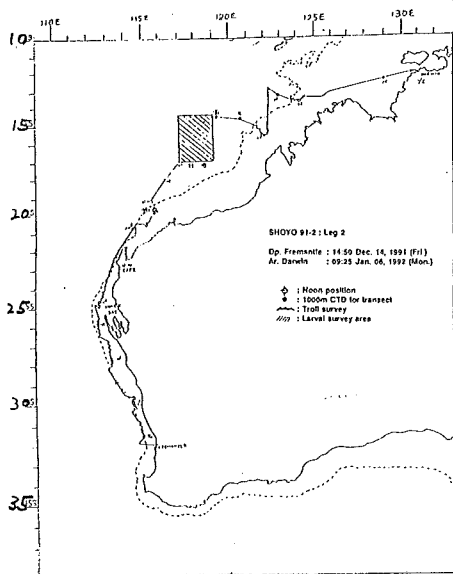 110E 115E 120E 125E 130E
10S
15S
20S
25S
30S
35S
SHOYO 91-2 : Leg 2
Dp. Fremantle : 14:50 Dec. 14, 1991 (Fri.)
Ar. Darwin : 09:25 Jan. 06, 1992 (Mon.)
: Noon position
: 1000m CTD for transect
: Troll survey
: Larval survey area